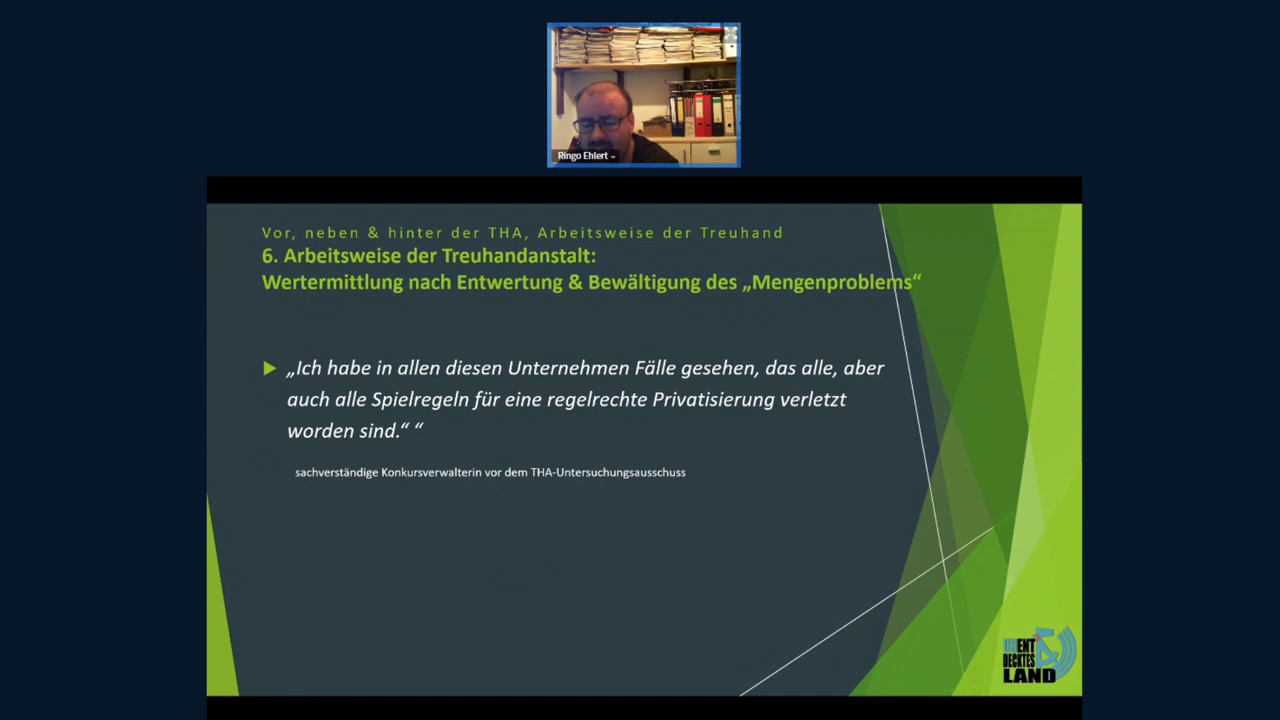 Ringo Ehlert
Vor, neben & hinter der THA, Arbeitsweise der Treuhand
6. Arbeitsweise der Treuhandanstalt:
Wertermittlung nach Entwertung & Bewältigung des „Mengenproblems“
„Ich habe in allen diesen Unternehmen Fälle gesehen, das alle, aber
auch alle Spielregeln für eine regelrechte Privatisierung verletzt
worden sind.“ “
sachverständige Konkursverwalterin vor dem THA-Untersuchungsausschuss
UNENT
DECKTES
LAND